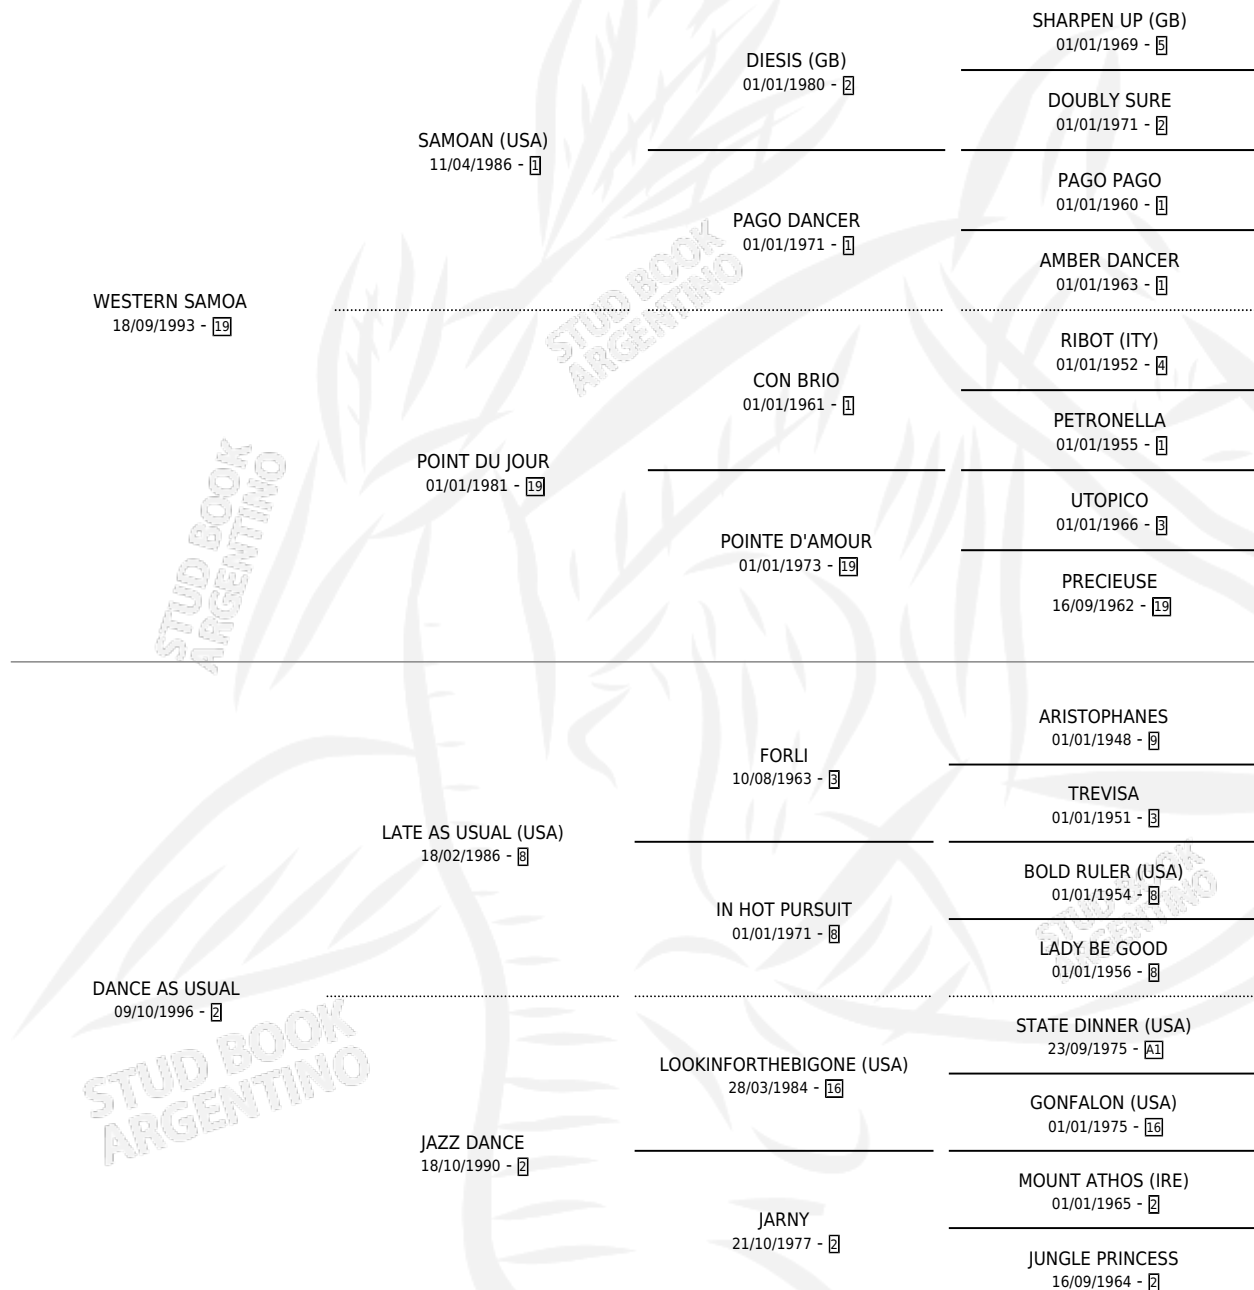 SHARPEN UP (GB)
01/01/1969 - 5
DIESIS (GB)
01/01/1980 - 2
DOUBLY SURE
01/01/1971 - 2
SAMOAN (USA)
11/04/1986 - 1
PAGO PAGO
01/01/1960 - 1
PAGO DANCER
01/01/1971 - 1
AMBER DANCER
01/01/1963 - 1
WESTERN SAMOA
18/09/1993 - 19
RIBOT (ITY)
01/01/1952 - 4
CON BRIO
01/01/1961 - 1
PETRONELLA
01/01/1955 - 1
POINT DU JOUR
01/01/1981 - 19
UTOPICO
01/01/1966 - 3
POINTE D'AMOUR
01/01/1973 - 19
PRECIEUSE
16/09/1962 - 19
ARISTOPHANES
01/01/1948 - 9
FORLI
10/08/1963 - 3
TREVISA
01/01/1951 - 3
LATE AS USUAL (USA)
18/02/1986 - 8
BOLD RULER (USA)
01/01/1954 - 8
IN HOT PURSUIT
01/01/1971 - 8
LADY BE GOOD
01/01/1956 - 8
DANCE AS USUAL
09/10/1996 - 2
STATE DINNER (USA)
23/09/1975 - A1
LOOKINFORTHEBIGONE (USA)
28/03/1984 - 16
GONFALON (USA)
01/01/1975 - 16
JAZZ DANCE
18/10/1990 - 2
MOUNT ATHOS (IRE)
01/01/1965 - 2
JARNY
21/10/1977 - 2
JUNGLE PRINCESS
16/09/1964 - 2
STUD BOOK
ARGENTINO
STUD BOOK
ARGENTINO
STUD BOOK
ARGENTINO
STUD BOOK
ARGENTINO